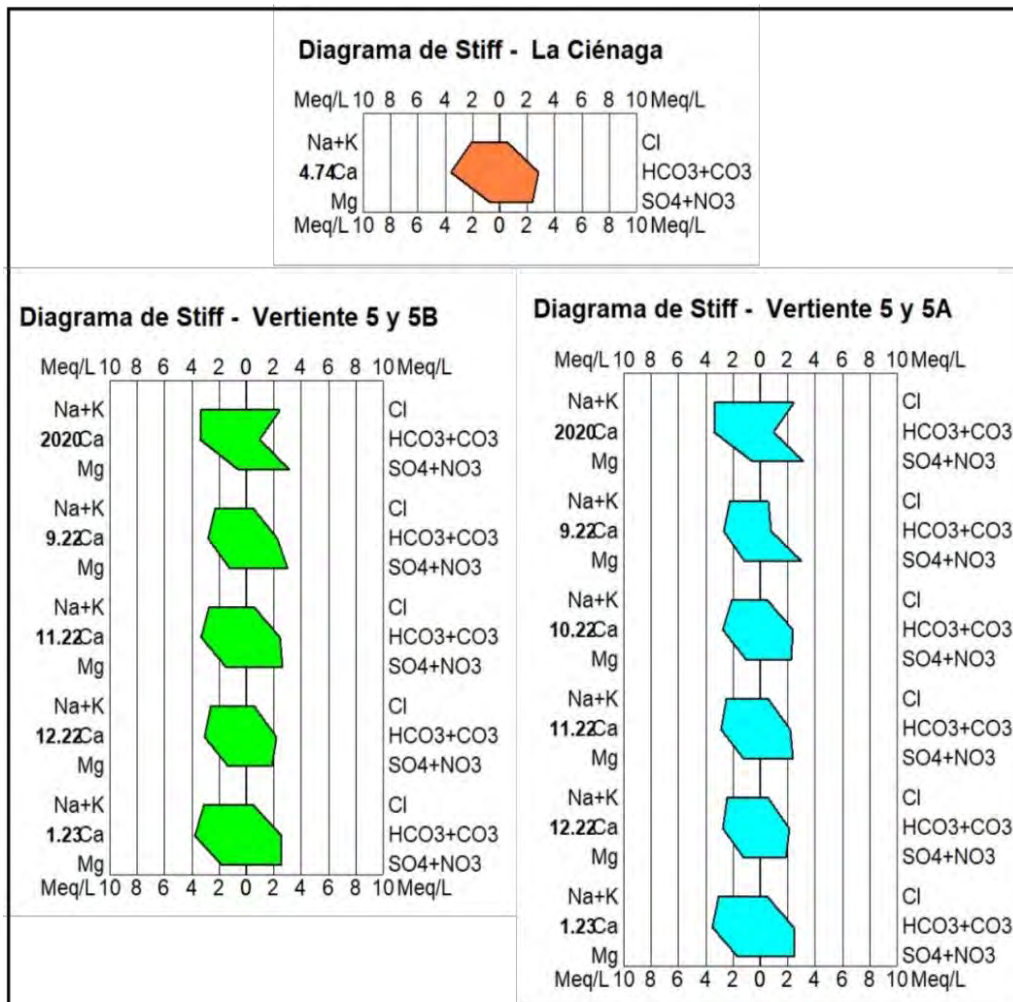 Diagrama de Stiff - La Ciénaga
Meq/L 10 8 6 4 2 0 2 4 6 8 10 Meq/L
Na+K Cl
4.74 Ca HCO3+CO3
Mg SO4+NO3
Meq/L 10 8 6 4 2 0 2 4 6 8 10 Meq/L
Diagrama de Stiff - Vertiente 5 y 5B
Meq/L 10 8 6 4 2 0 2 4 6 8 10 Meq/L
Na+K Cl
2020 Ca HCO3+CO3
Mg SO4+NO3
Na+K Cl
9.22 Ca HCO3+CO3
Mg SO4+NO3
Na+K Cl
11.22 Ca HCO3+CO3
Mg SO4+NO3
Na+K Cl
12.22 Ca HCO3+CO3
Mg SO4+NO3
Na+K Cl
1.23 Ca HCO3+CO3
Mg SO4+NO3
Meq/L 10 8 6 4 2 0 2 4 6 8 10 Meq/L
Diagrama de Stiff - Vertiente 5 y 5A
Meq/L 10 8 6 4 2 0 2 4 6 8 10 Meq/L
Na+K Cl
2020 Ca HCO3+CO3
Mg SO4+NO3
Na+K Cl
9.22 Ca HCO3+CO3
Mg SO4+NO3
Na+K Cl
10.22 Ca HCO3+CO3
Mg SO4+NO3
Na+K Cl
11.22 Ca HCO3+CO3
Mg SO4+NO3
Na+K Cl
12.22 Ca HCO3+CO3
Mg SO4+NO3
Na+K Cl
1.23 Ca HCO3+CO3
Mg SO4+NO3
Meq/L 10 8 6 4 2 0 2 4 6 8 10 Meq/L